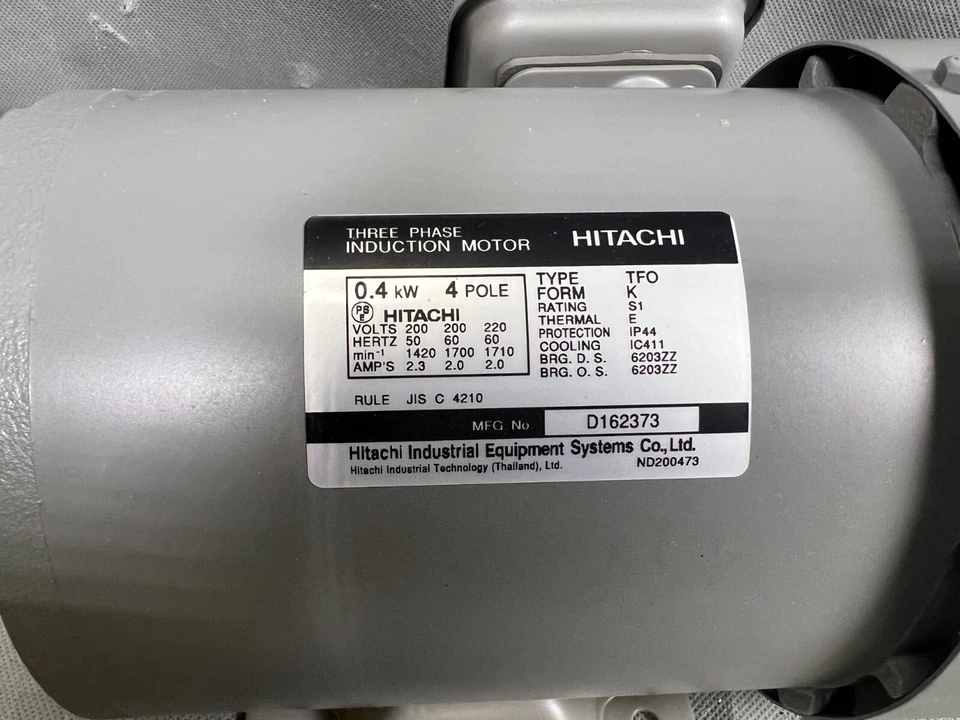 THREE PHASE
INDUCTION MOTOR HITACHI
0.4 kW 4 POLE
PS E HITACHI
VOLTS 200 200 220
HERTZ 50 60 60
min⁻¹ 1420 1700 1710
AMP'S 2.3 2.0 2.0
TYPE TFO
FORM K
RATING S1
THERMAL E
PROTECTION IP44
COOLING IC411
BRG. D. S. 6203ZZ
BRG. O. S. 6203ZZ
RULE JIS C 4210
MFG No D162373
Hitachi Industrial Equipment Systems Co., Ltd.
Hitachi Industrial Technology (Thailand), Ltd. ND200473